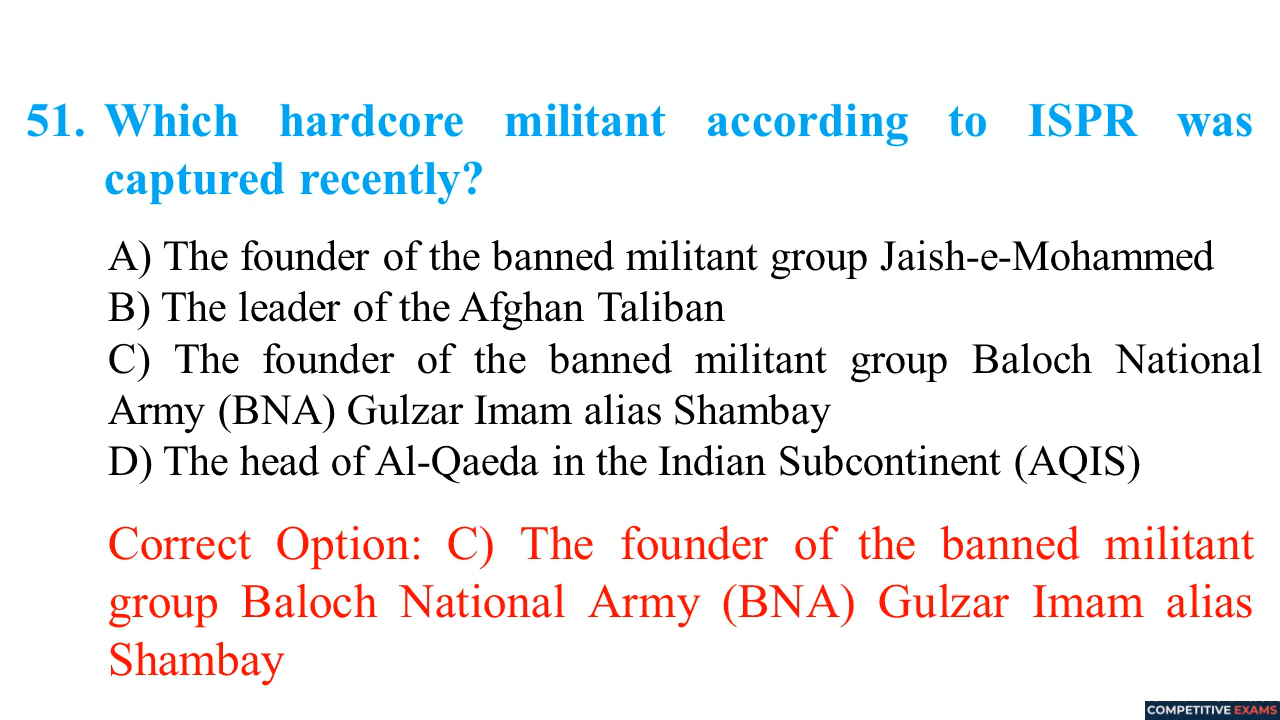 51. Which hardcore militant according to ISPR was
captured recently?
A) The founder of the banned militant group Jaish-e-Mohammed
B) The leader of the Afghan Taliban
C) The founder of the banned militant group Baloch National
Army (BNA) Gulzar Imam alias Shambay
D) The head of Al-Qaeda in the Indian Subcontinent (AQIS)
Correct Option: C) The founder of the banned militant
group Baloch National Army (BNA) Gulzar Imam alias
Shambay
COMPETITIVE EXAMS